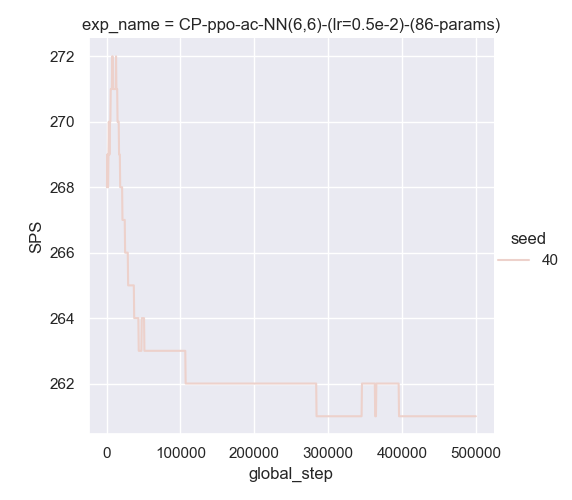 exp_name = CP-ppo-ac-NN(6,6)-(lr=0.5e-2)-(86-params)
272
270
268
266
264
262
SPS
0 100000 200000 300000 400000 500000
global_step
seed
40